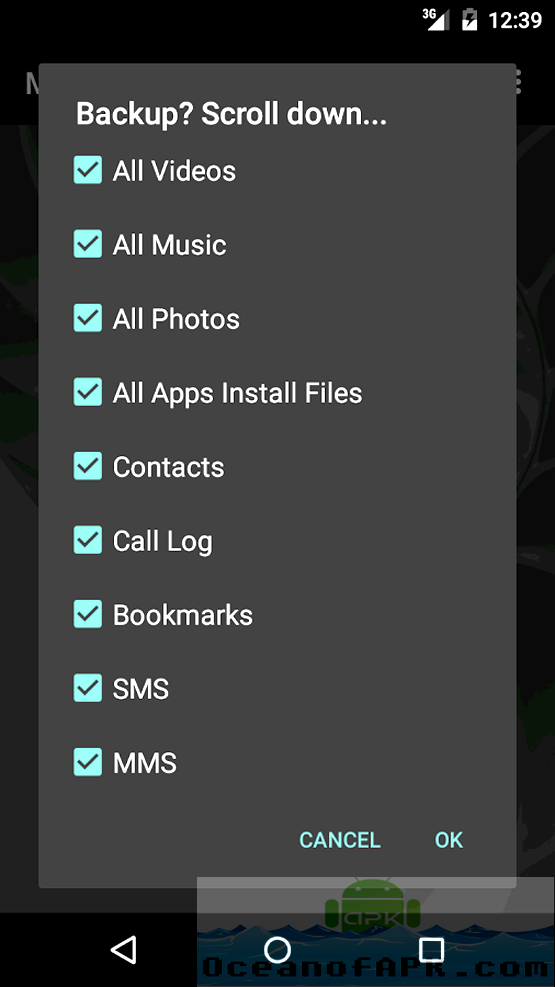 3G 12:39
M
Backup? Scroll down...
All Videos
All Music
All Photos
All Apps Install Files
Contacts
Call Log
Bookmarks
SMS
MMS
CANCEL OK
apk
OceanofAPK.com